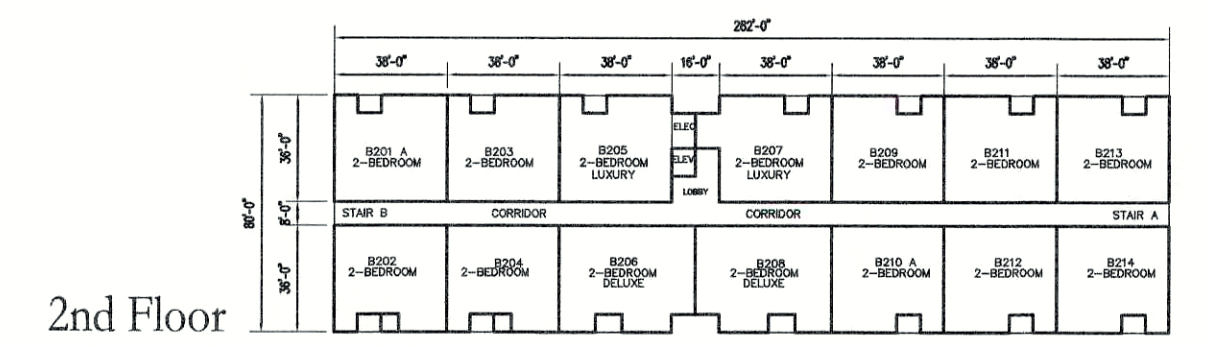 282'-0"
38'-0" 38'-0" 38'-0" 16'-0" 38'-0" 38'-0" 38'-0" 38'-0"
36'-0"
8'-0"
36'-0"
80'-0"
B201 A
2-BEDROOM
B203
2-BEDROOM
B205
2-BEDROOM
LUXURY
ELEC
ELEV
LOBBY
B207
2-BEDROOM
LUXURY
B209
2-BEDROOM
B211
2-BEDROOM
B213
2-BEDROOM
STAIR B CORRIDOR CORRIDOR STAIR A
B202
2-BEDROOM
B204
2-BEDROOM
B206
2-BEDROOM
DELUXE
B208
2-BEDROOM
DELUXE
B210 A
2-BEDROOM
B212
2-BEDROOM
B214
2-BEDROOM
2nd Floor